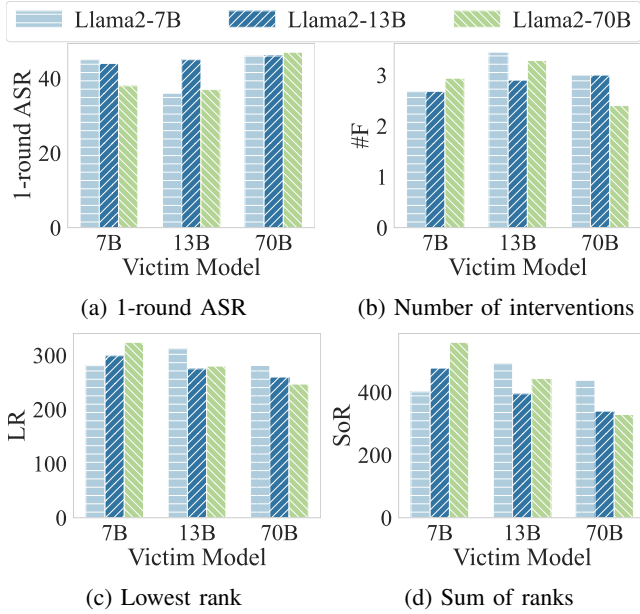 Llama2-7B Llama2-13B Llama2-70B
1-round ASR
40
20
0
7B 13B 70B
Victim Model
(a) 1-round ASR
#F
3
2
1
0
7B 13B 70B
Victim Model
(b) Number of interventions
LR
300
200
100
0
7B 13B 70B
Victim Model
(c) Lowest rank
SoR
400
200
0
7B 13B 70B
Victim Model
(d) Sum of ranks